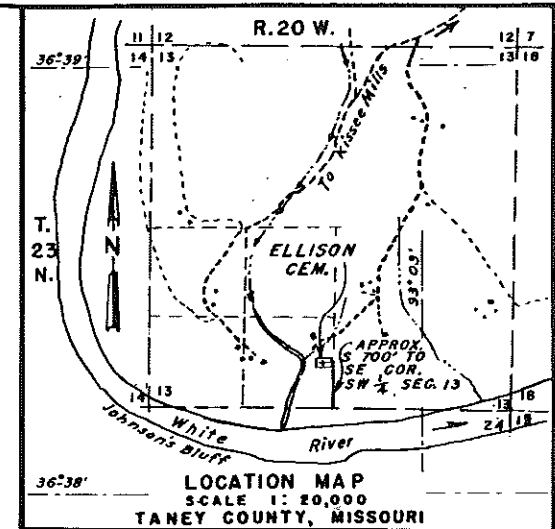 R.20 W.
11 12
14 13
12 7
13 18
36°39'
To Kissee Mills
T.
23
N.
N
ELLISON
CEM.
93°03'
APPROX.
S 700' TO
SE COR.
SW ¼ SEC. 13
14 13
13 18
24
White River
Johnson's Bluff
36°38'
LOCATION MAP
SCALE 1: 20,000
TANEY COUNTY, MISSOURI